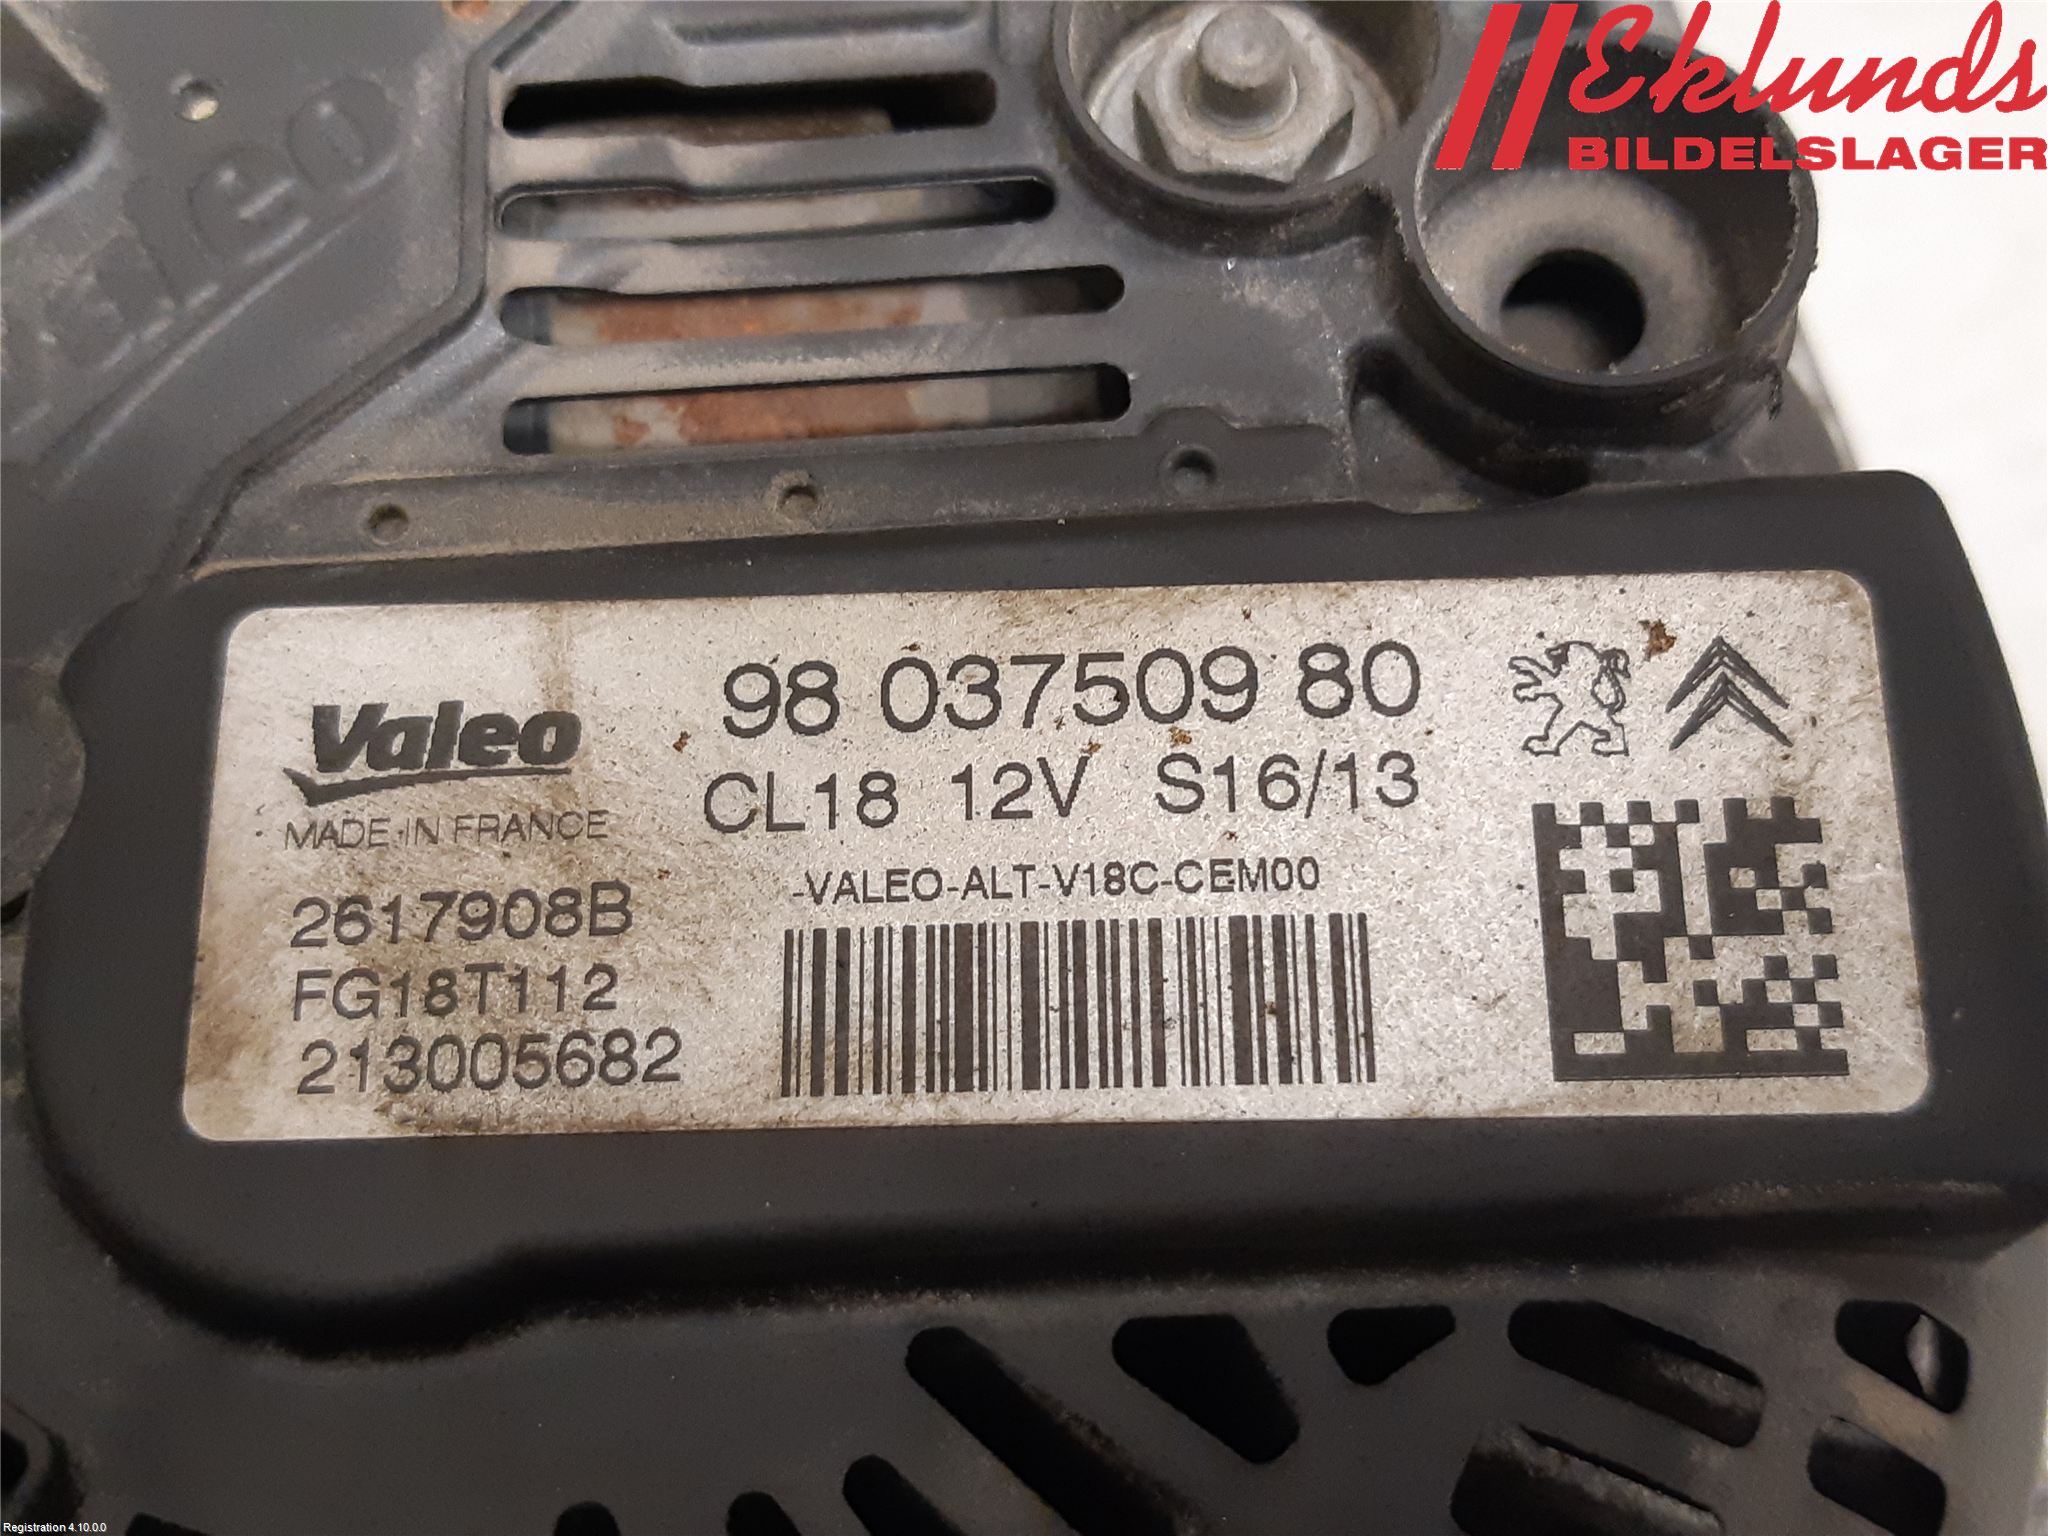 Eklunds
BILDELSLAGER
Valeo
MADE IN FRANCE
2617908B
FG18T112
213005682
98 037509 80
CL18 12V S16/13
-VALEO-ALT-V18C-CEM00
Registration 4.10.0.0